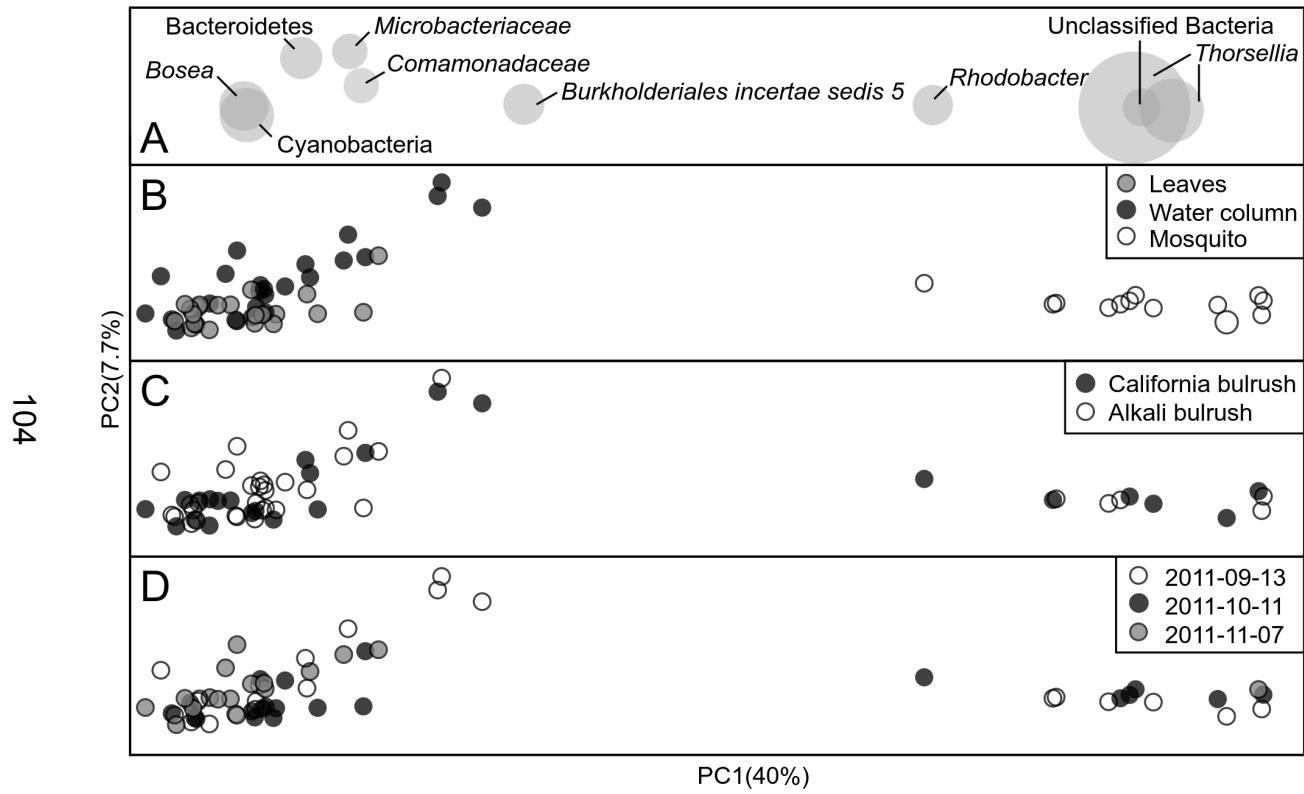 Bacteroidetes
Microbacteriaceae
Unclassified Bacteria
Bosea
Comamonadaceae
Thorsellia
Burkholderiales incertae sedis 5
Rhodobacter
Cyanobacteria
A
B
Leaves
Water column
Mosquito
C
California bulrush
Alkali bulrush
D
2011-09-13
2011-10-11
2011-11-07
PC2(7.7%)
PC1(40%)
104